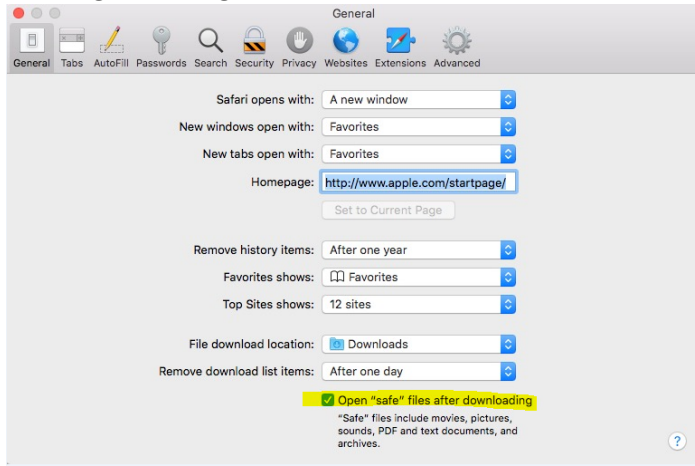 General
General Tabs AutoFill Passwords Search Security Privacy Websites Extensions Advanced
Safari opens with: A new window
New windows open with: Favorites
New tabs open with: Favorites
Homepage: http://www.apple.com/startpage/
Set to Current Page
Remove history items: After one year
Favorites shows: Favorites
Top Sites shows: 12 sites
File download location: Downloads
Remove download list items: After one day
Open “safe” files after downloading
“Safe” files include movies, pictures,
sounds, PDF and text documents, and
archives.
?